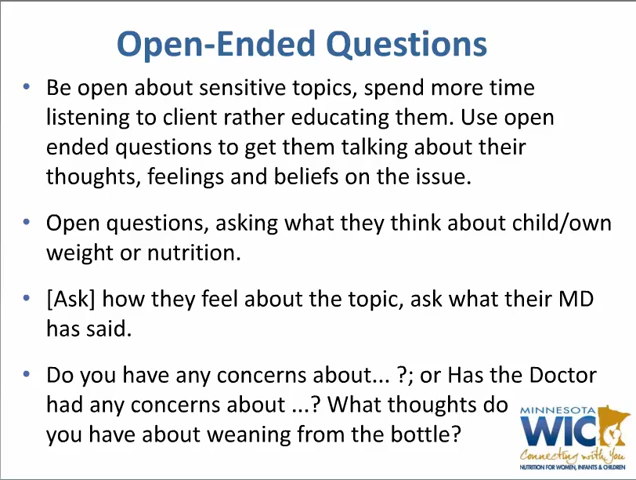 Open-Ended Questions
• Be open about sensitive topics, spend more time
listening to client rather educating them. Use open
ended questions to get them talking about their
thoughts, feelings and beliefs on the issue.
• Open questions, asking what they think about child/own
weight or nutrition.
• [Ask] how they feel about the topic, ask what their MD
has said.
• Do you have any concerns about... ?; or Has the Doctor
had any concerns about ...? What thoughts do
you have about weaning from the bottle?
MINNESOTA
WIC
Connecting with You
NUTRITION FOR WOMEN, INFANTS & CHILDREN